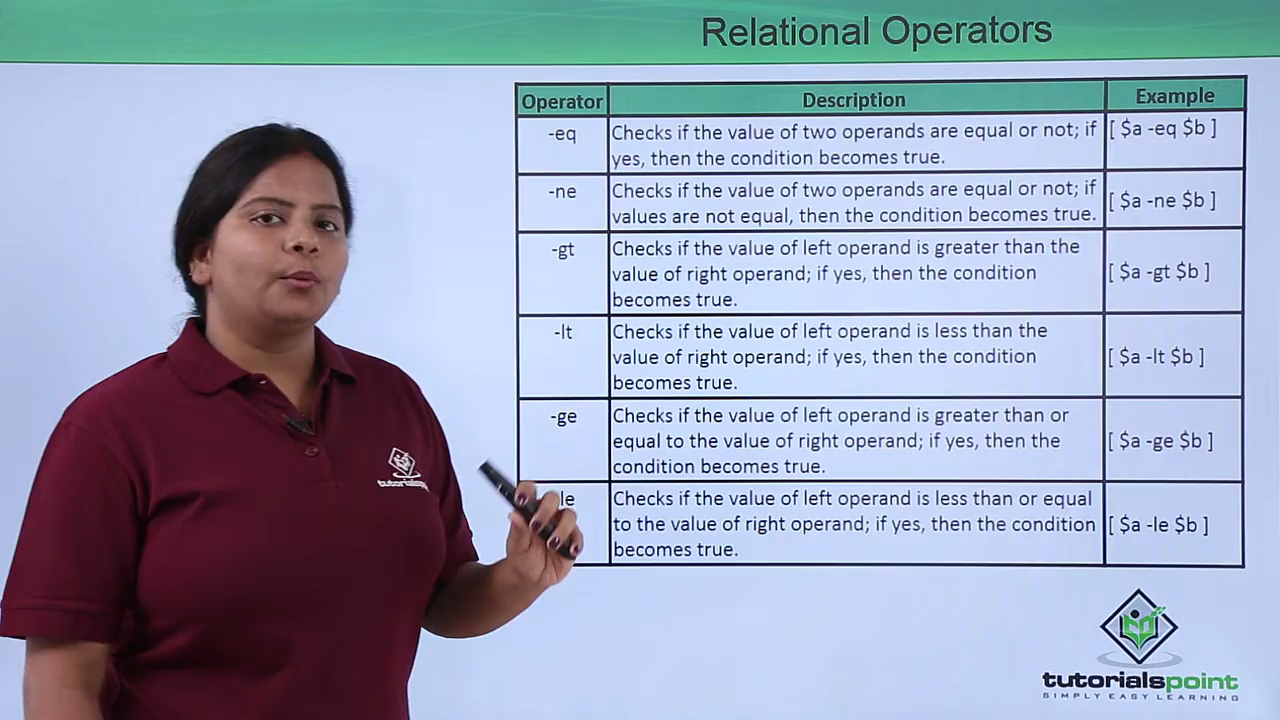 Relational Operators
Operator Description Example
-eq Checks if the value of two operands are equal or not; if [ $a -eq $b ]
yes, then the condition becomes true.
-ne Checks if the value of two operands are equal or not; if [ $a -ne $b ]
values are not equal, then the condition becomes true.
-gt Checks if the value of left operand is greater than the
value of right operand; if yes, then the condition [ $a -gt $b ]
becomes true.
-lt Checks if the value of left operand is less than the
value of right operand; if yes, then the condition [ $a -lt $b ]
becomes true.
-ge Checks if the value of left operand is greater than or
equal to the value of right operand; if yes, then the [ $a -ge $b ]
condition becomes true.
le Checks if the value of left operand is less than or equal
to the value of right operand; if yes, then the condition [ $a -le $b ]
becomes true.
tutorialspoint
SIMPLY EASY LEARNING